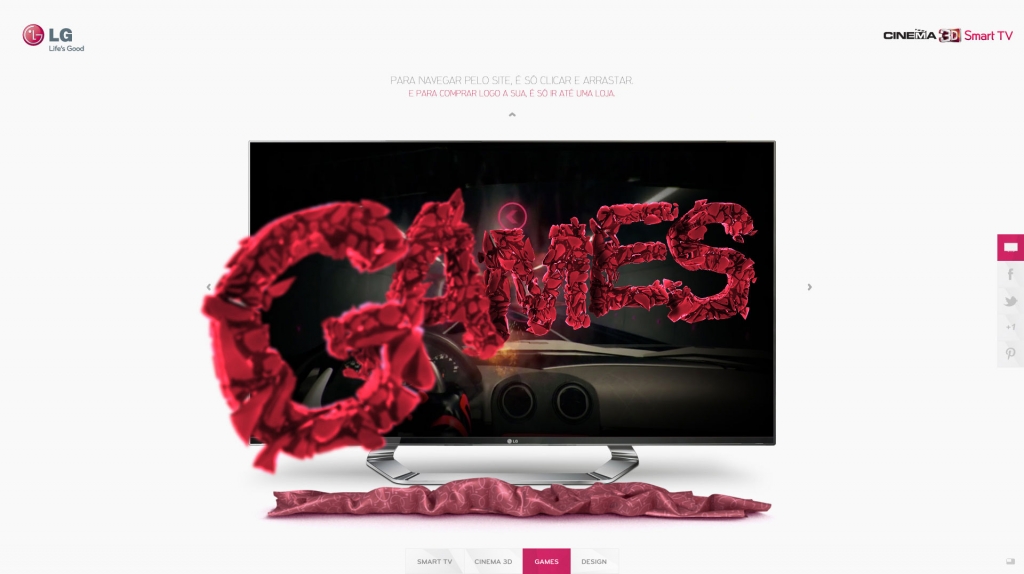 LG
Life's Good
CINEMA 3D Smart TV
PARA NAVEGAR PELO SITE, É SÓ CLICAR E ARRASTAR.
E PARA COMPRAR LOGO A SUA, É SÓ IR ATÉ UMA LOJA.
GAMES
LG
+1
SMART TV
CINEMA 3D
GAMES
DESIGN